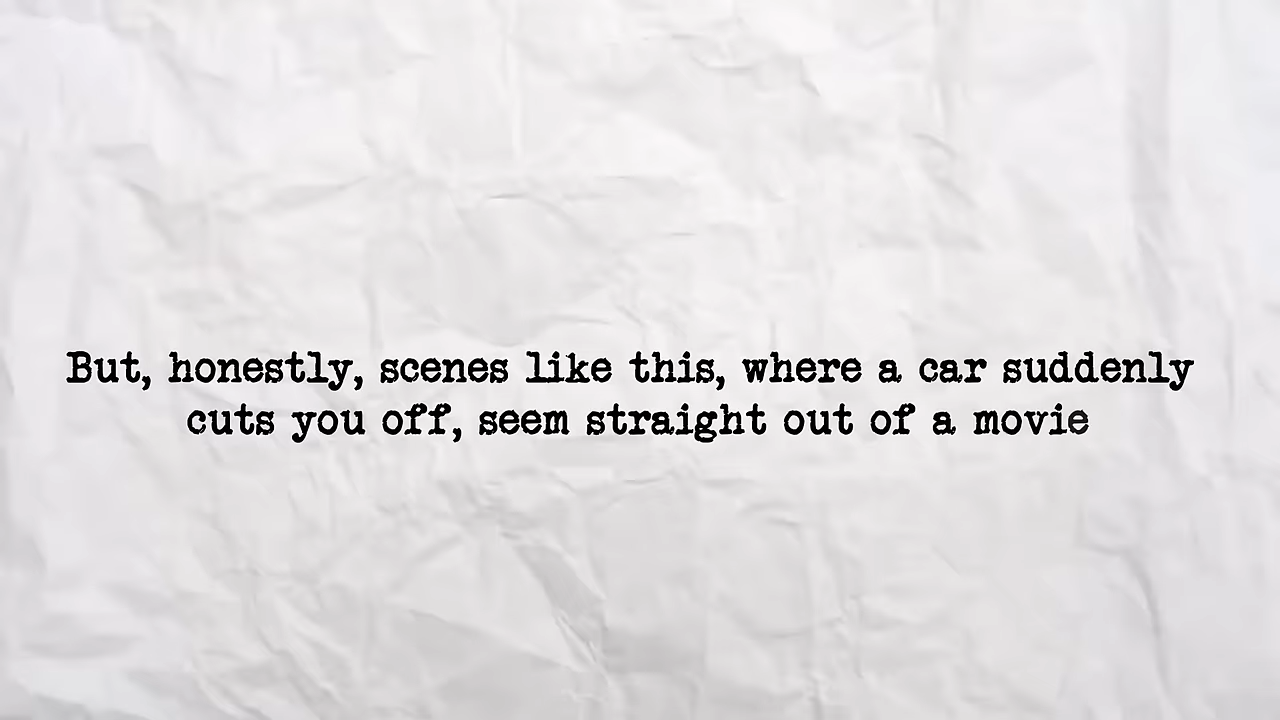 But, honestly, scenes like this, where a car suddenly
cuts you off, seem straight out of a movie